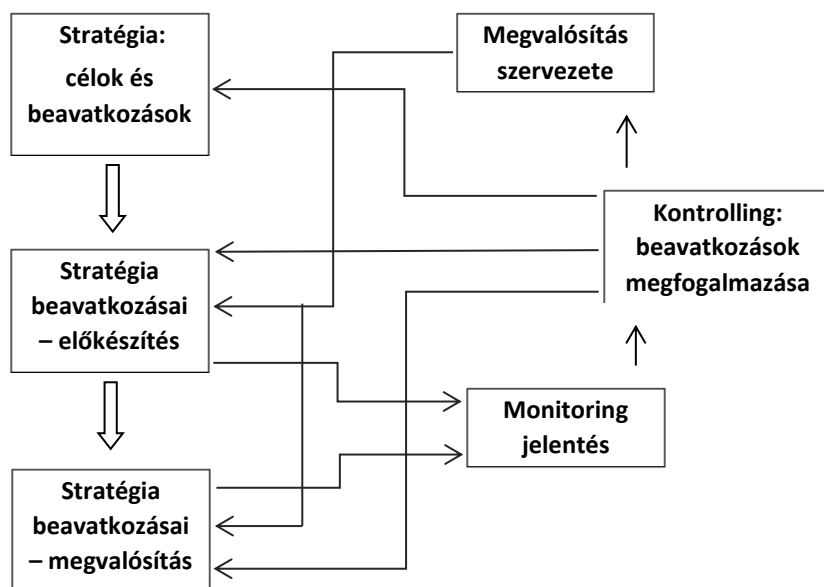 Stratégia:
célok és
beavatkozások
Megvalósítás
szervezete
Kontrolling:
beavatkozások
megfogalmazása
Stratégia
beavatkozásai
– előkészítés
Monitoring
jelentés
Stratégia
beavatkozásai
– megvalósítás